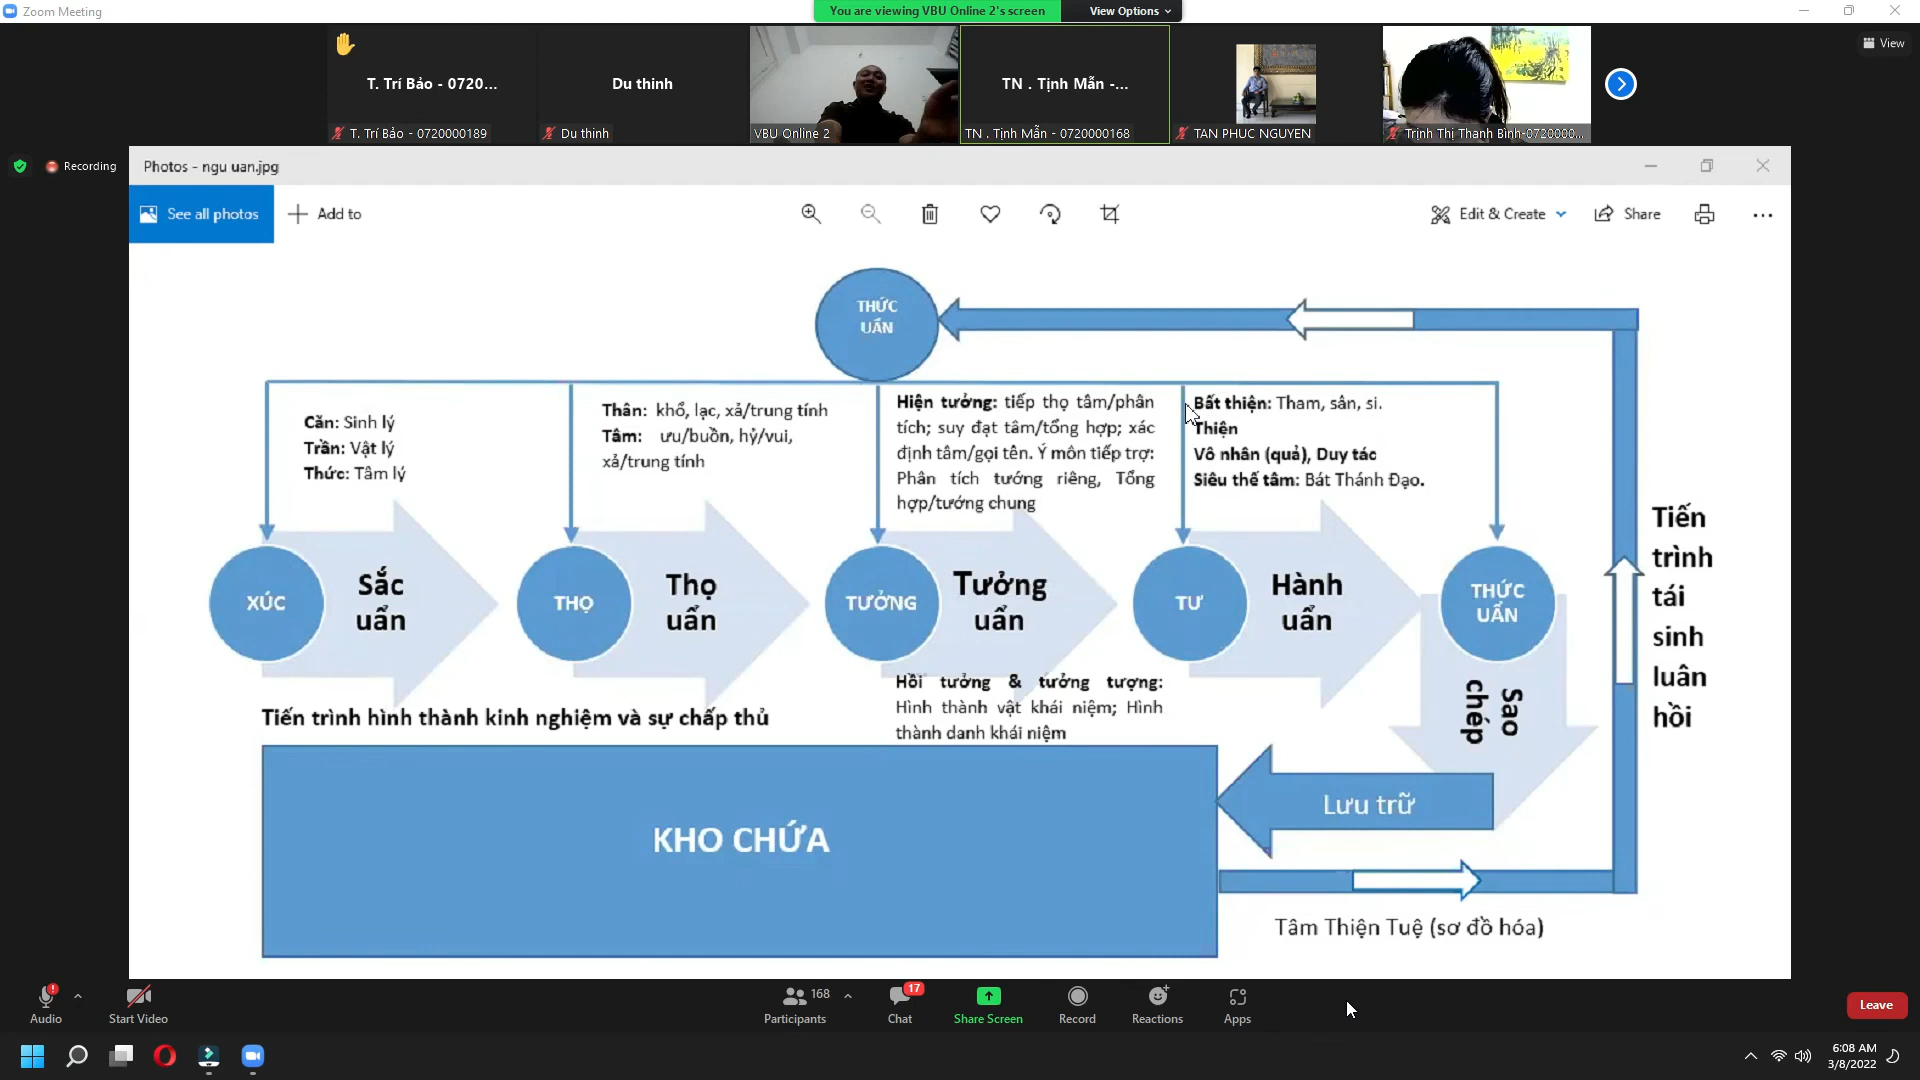 Zoom Meeting
You are viewing VBU Online 2's screen
View Options
View
T. Trí Bảo - 0720...
T. Trí Bảo - 0720000189
Du thinh
Du thinh
VBU Online 2
TN . Tịnh Mẫn -...
TN . Tịnh Mẫn - 0720000168
TAN PHUC NGUYEN
Trịnh Thị Thanh Bình-0720000...
Recording
Photos - ngu uan.jpg
See all photos
Add to
Edit & Create
Share
THỨC
UẨN
Căn: Sinh lý
Trần: Vật lý
Thức: Tâm lý
Thân: khổ, lạc, xả/trung tính
Tâm: ưu/buồn, hỷ/vui,
xả/trung tính
Hiện tưởng: tiếp thọ tâm/phân
tích; suy đạt tâm/tổng hợp; xác
định tâm/gọi tên. Ý môn tiếp trợ:
Phân tích tướng riêng, Tổng
hợp/tướng chung
Bất thiện: Tham, sân, si.
Thiện
Vô nhân (quả), Duy tác
Siêu thế tâm: Bát Thánh Đạo.
XÚC
Sắc
uẩn
THỌ
Thọ
uẩn
TƯỞNG
Tưởng
uẩn
TƯ
Hành
uẩn
THỨC
UẨN
Sao
chép
Tiến
trình
tái
sinh
luân
hồi
Hồi tưởng & tưởng tượng:
Hình thành vật khái niệm; Hình
thành danh khái niệm
Tiến trình hình thành kinh nghiệm và sự chấp thủ
KHO CHỨA
Lưu trữ
Tâm Thiện Tuệ (sơ đồ hóa)
Audio
Start Video
168
Participants
17
Chat
Share Screen
Record
Reactions
Apps
Leave
6:08 AM
3/8/2022